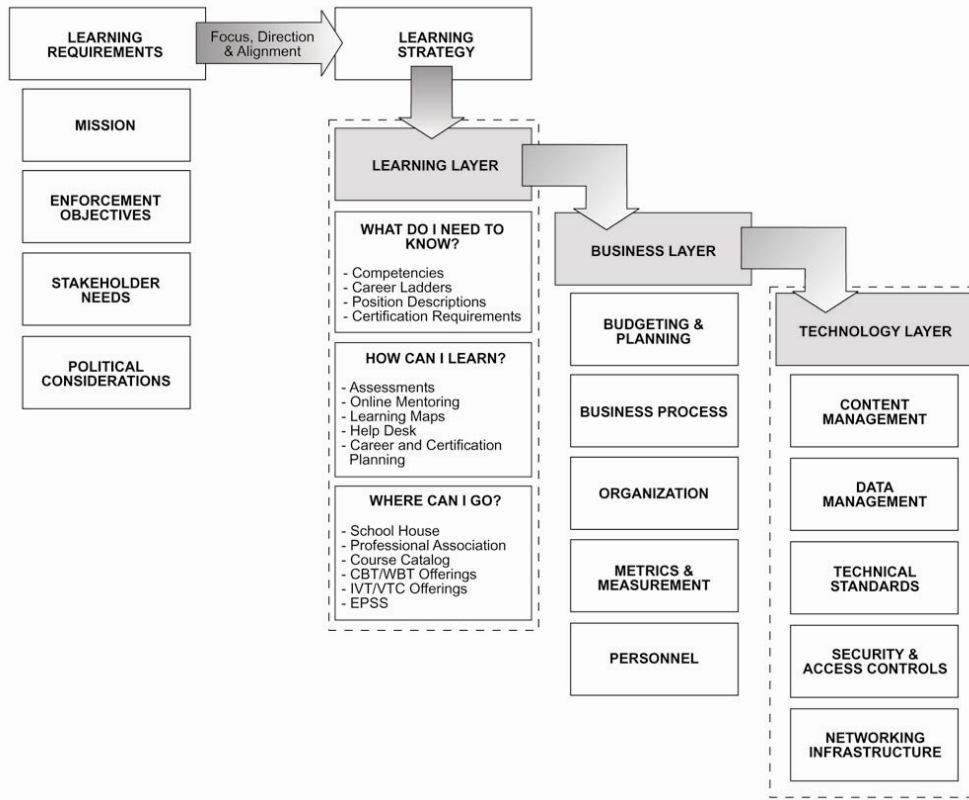 LEARNING
REQUIREMENTS
Focus, Direction
& Alignment
LEARNING
STRATEGY
MISSION
ENFORCEMENT
OBJECTIVES
STAKEHOLDER
NEEDS
POLITICAL
CONSIDERATIONS
LEARNING LAYER
WHAT DO I NEED TO
KNOW?
- Competencies
- Career Ladders
- Position Descriptions
- Certification Requirements
HOW CAN I LEARN?
- Assessments
- Online Mentoring
- Learning Maps
- Help Desk
- Career and Certification
Planning
WHERE CAN I GO?
- School House
- Professional Association
- Course Catalog
- CBT/WBT Offerings
- IVT/VTC Offerings
- EPSS
BUSINESS LAYER
BUDGETING &
PLANNING
BUSINESS PROCESS
ORGANIZATION
METRICS &
MEASUREMENT
PERSONNEL
TECHNOLOGY LAYER
CONTENT
MANAGEMENT
DATA
MANAGEMENT
TECHNICAL
STANDARDS
SECURITY &
ACCESS CONTROLS
NETWORKING
INFRASTRUCTURE